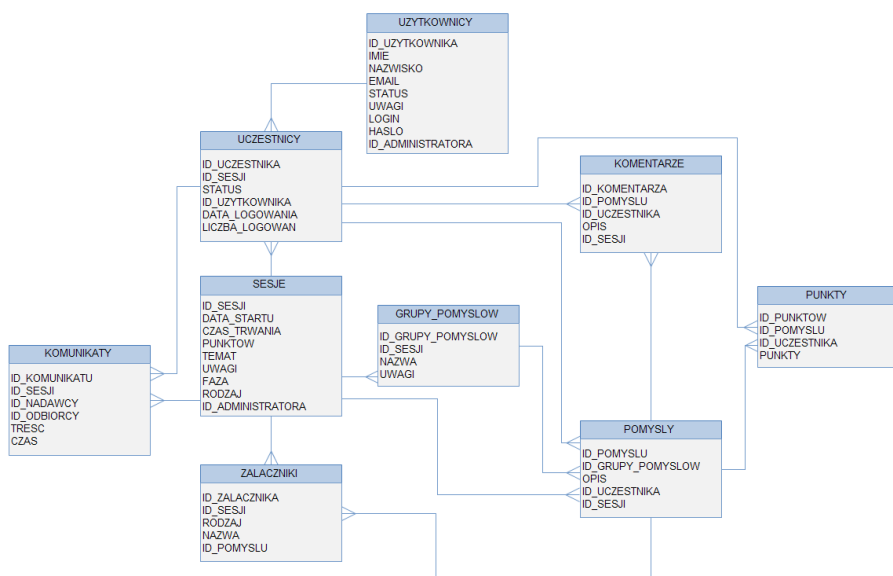 UZYTKOWNICY
ID_UZYTKOWNIKA
IMIE
NAZWISKO
EMAIL
STATUS
UWAGI
LOGIN
HASLO
ID_ADMINISTRATORA
UCZESTNICY
ID_UCZESTNIKA
ID_SESJI
STATUS
ID_UZYTKOWNIKA
DATA_LOGOWANIA
LICZBA_LOGOWAN
KOMENTARZE
ID_KOMENTARZA
ID_POMYSLU
ID_UCZESTNIKA
OPIS
ID_SESJI
SESJE
ID_SESJI
DATA_STARTU
CZAS_TRWANIA
PUNKTOW
TEMAT
UWAGI
FAZA
RODZAJ
ID_ADMINISTRATORA
GRUPY_POMYSLOW
ID_GRUPY_POMYSLOW
ID_SESJI
NAZWA
UWAGI
PUNKTY
ID_PUNKTOW
ID_POMYSLU
ID_UCZESTNIKA
PUNKTY
KOMUNIKATY
ID_KOMUNIKATU
ID_SESJI
ID_NADAWCY
ID_ODBIORCY
TRESC
CZAS
POMYSLY
ID_POMYSLU
ID_GRUPY_POMYSLOW
OPIS
ID_UCZESTNIKA
ID_SESJI
ZALACZNIKI
ID_ZALACZNIKA
ID_SESJI
RODZAJ
NAZWA
ID_POMYSLU